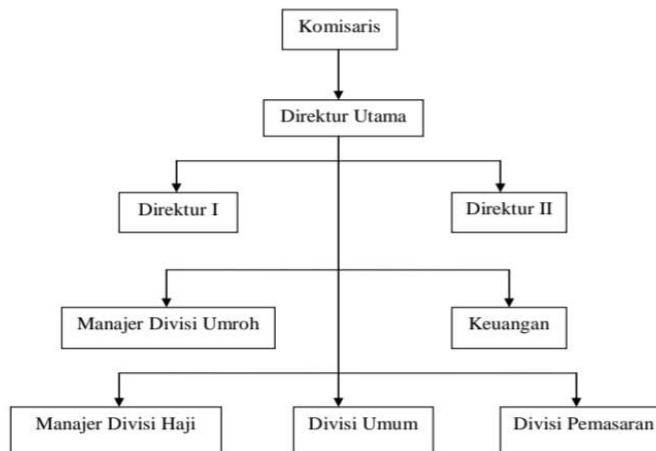 Komisaris
Direktur Utama
Direktur I
Direktur II
Manajer Divisi Umroh
Keuangan
Manajer Divisi Haji
Divisi Umum
Divisi Pemasaran